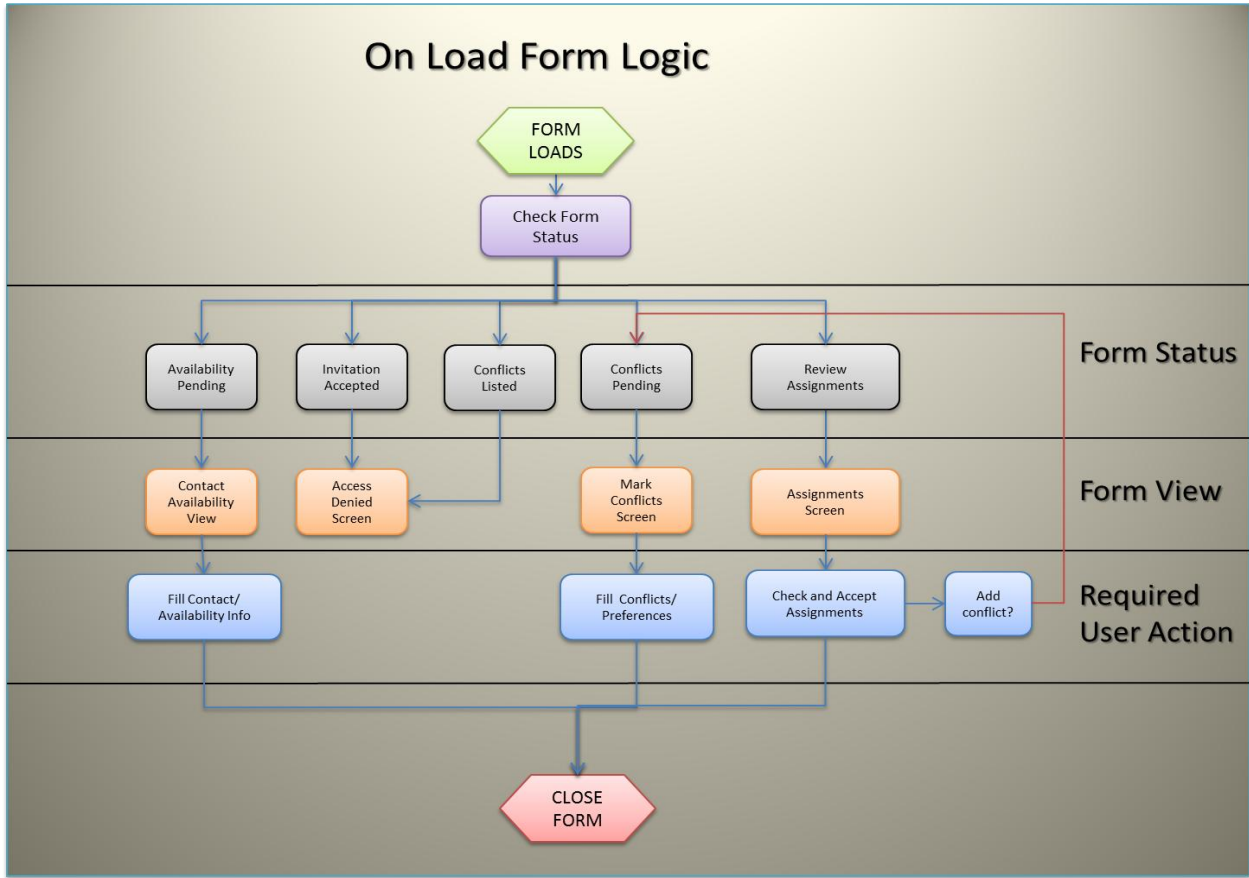 On Load Form Logic
FORM
LOADS
Check Form
Status
Availability
Pending
Invitation
Accepted
Conflicts
Listed
Conflicts
Pending
Review
Assignments
Form Status
Contact
Availability
View
Access
Denied
Screen
Mark
Conflicts
Screen
Assignments
Screen
Form View
Fill Contact/
Availability Info
Fill Conflicts/
Preferences
Check and Accept
Assignments
Add
conflict?
Required
User Action
CLOSE
FORM